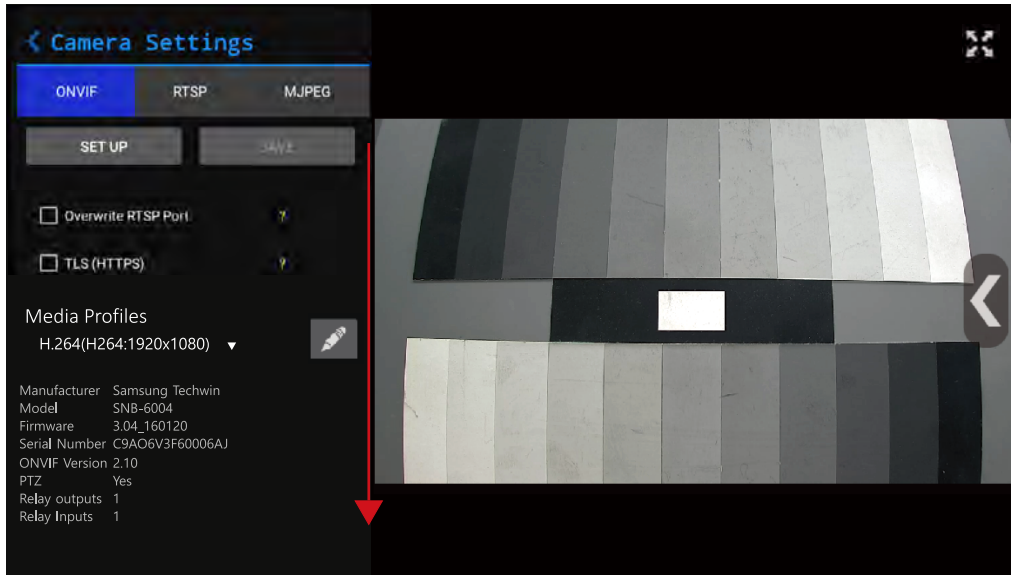 Camera Settings
ONVIF RTSP MJPEG
SET UP SAVE
Overwrite RTSP Port ?
TLS (HTTPS) ?
Media Profiles
H.264(H264:1920x1080)
Manufacturer Samsung Techwin
Model SNB-6004
Firmware 3.04_160120
Serial Number C9AO6V3F60006AJ
ONVIF Version 2.10
PTZ Yes
Relay outputs 1
Relay Inputs 1